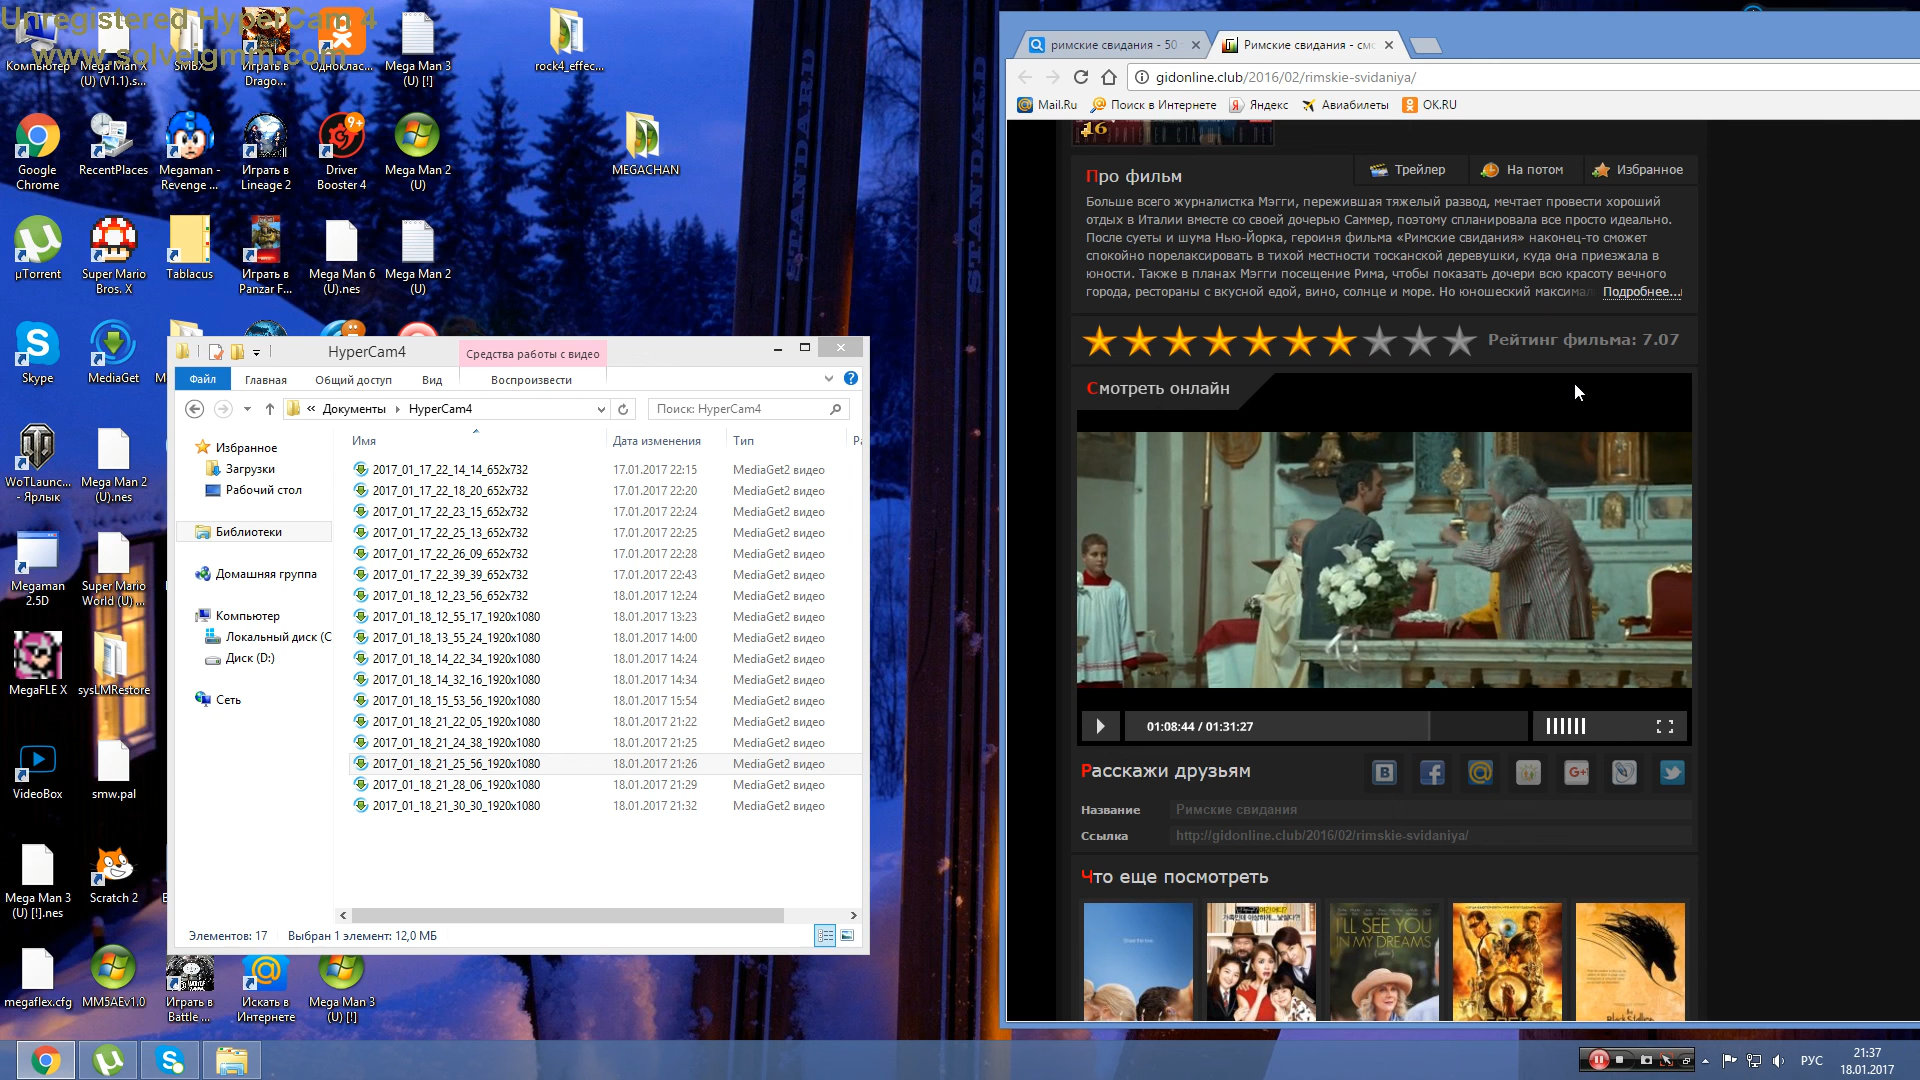 Unregistered HyperCam 4
www.solveigmm.com
Компьютер
Mega Man X (U) (V1.1).s...
SMBX
Играть в Drago...
Одноклас...
Mega Man 3 (U) [!]
rock4_effec...
Google Chrome
RecentPlaces
Megaman - Revenge ...
Играть в Lineage 2
9+
Driver Booster 4
Mega Man 2 (U)
MEGACHAN
µTorrent
Super Mario Bros. X
Tablacus
Играть в Panzar F...
Mega Man 6 (U).nes
Mega Man 2 (U)
Skype
MediaGet
WoTLaunc... - Ярлык
Mega Man 2 (U).nes
Megaman 2.5D
Super Mario World (U) ...
MegaFLE X
sysLMRestore
VideoBox
smw.pal
Mega Man 3 (U) [!].nes
Scratch 2
megaflex.cfg
MM5AEv1.0
Играть в Battle ...
Искать в Интернете
Mega Man 3 (U) [!]
STANDARD
STANDARD
HyperCam4
Средства работы с видео
Файл
Главная
Общий доступ
Вид
Воспроизвести
« Документы HyperCam4
Поиск: HyperCam4
Избранное
Загрузки
Рабочий стол
Библиотеки
Домашняя группа
Компьютер
Локальный диск (C
Диск (D:)
Сеть
Имя Дата изменения Тип Ра
2017_01_17_22_14_14_652x732 17.01.2017 22:15 MediaGet2 видео
2017_01_17_22_18_20_652x732 17.01.2017 22:20 MediaGet2 видео
2017_01_17_22_23_15_652x732 17.01.2017 22:24 MediaGet2 видео
2017_01_17_22_25_13_652x732 17.01.2017 22:25 MediaGet2 видео
2017_01_17_22_26_09_652x732 17.01.2017 22:28 MediaGet2 видео
2017_01_17_22_39_39_652x732 17.01.2017 22:43 MediaGet2 видео
2017_01_18_12_23_56_652x732 18.01.2017 12:24 MediaGet2 видео
2017_01_18_12_55_17_1920x1080 18.01.2017 13:23 MediaGet2 видео
2017_01_18_13_55_24_1920x1080 18.01.2017 14:00 MediaGet2 видео
2017_01_18_14_22_34_1920x1080 18.01.2017 14:24 MediaGet2 видео
2017_01_18_14_32_16_1920x1080 18.01.2017 14:34 MediaGet2 видео
2017_01_18_15_53_56_1920x1080 18.01.2017 15:54 MediaGet2 видео
2017_01_18_21_22_05_1920x1080 18.01.2017 21:22 MediaGet2 видео
2017_01_18_21_24_38_1920x1080 18.01.2017 21:25 MediaGet2 видео
2017_01_18_21_25_56_1920x1080 18.01.2017 21:26 MediaGet2 видео
2017_01_18_21_28_06_1920x1080 18.01.2017 21:29 MediaGet2 видео
2017_01_18_21_30_30_1920x1080 18.01.2017 21:32 MediaGet2 видео
Элементов: 17 Выбран 1 элемент: 12,0 МБ
римские свидания - 50
Римские свидания - смо
gidonline.club/2016/02/rimskie-svidaniya/
Mail.Ru Поиск в Интернете Яндекс Авиабилеты OK.RU
16
Про фильм
Трейлер
На потом
Избранное
Больше всего журналистка Мэгги, пережившая тяжелый развод, мечтает провести хороший
отдых в Италии вместе со своей дочерью Саммер, поэтому спланировала все просто идеально.
После суеты и шума Нью-Йорка, героиня фильма «Римские свидания» наконец-то сможет
спокойно порелаксировать в тихой местности тосканской деревушки, куда она приезжала в
юности. Также в планах Мэгги посещение Рима, чтобы показать дочери всю красоту вечного
города, рестораны с вкусной едой, вино, солнце и море. Но юношеский максимал Подробнее...
Рейтинг фильма: 7.07
Смотреть онлайн
01:08:44 / 01:31:27
Расскажи друзьям
Название Римские свидания
Ссылка http://gidonline.club/2016/02/rimskie-svidaniya/
Что еще посмотреть
I'LL SEE YOU IN MY DREAMS
РУС
21:37
18.01.2017